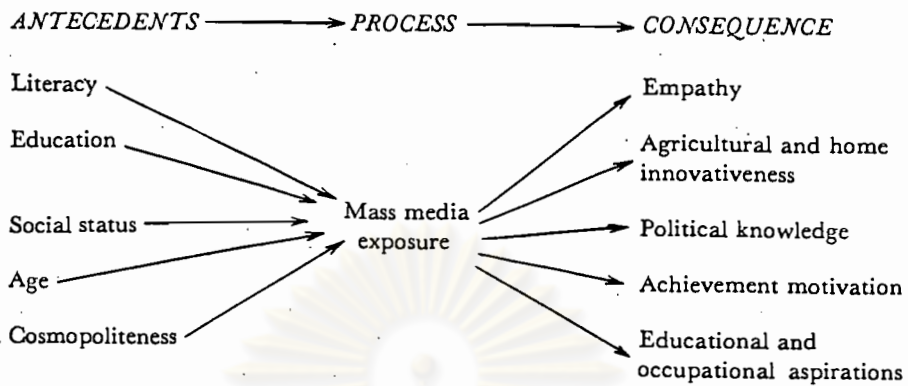 ANTECEDENTS PROCESS CONSEQUENCE
Literacy
Education
Social status
Age
Cosmopoliteness
Mass media
exposure
Empathy
Agricultural and home
innovativeness
Political knowledge
Achievement motivation
Educational and
occupational aspirations